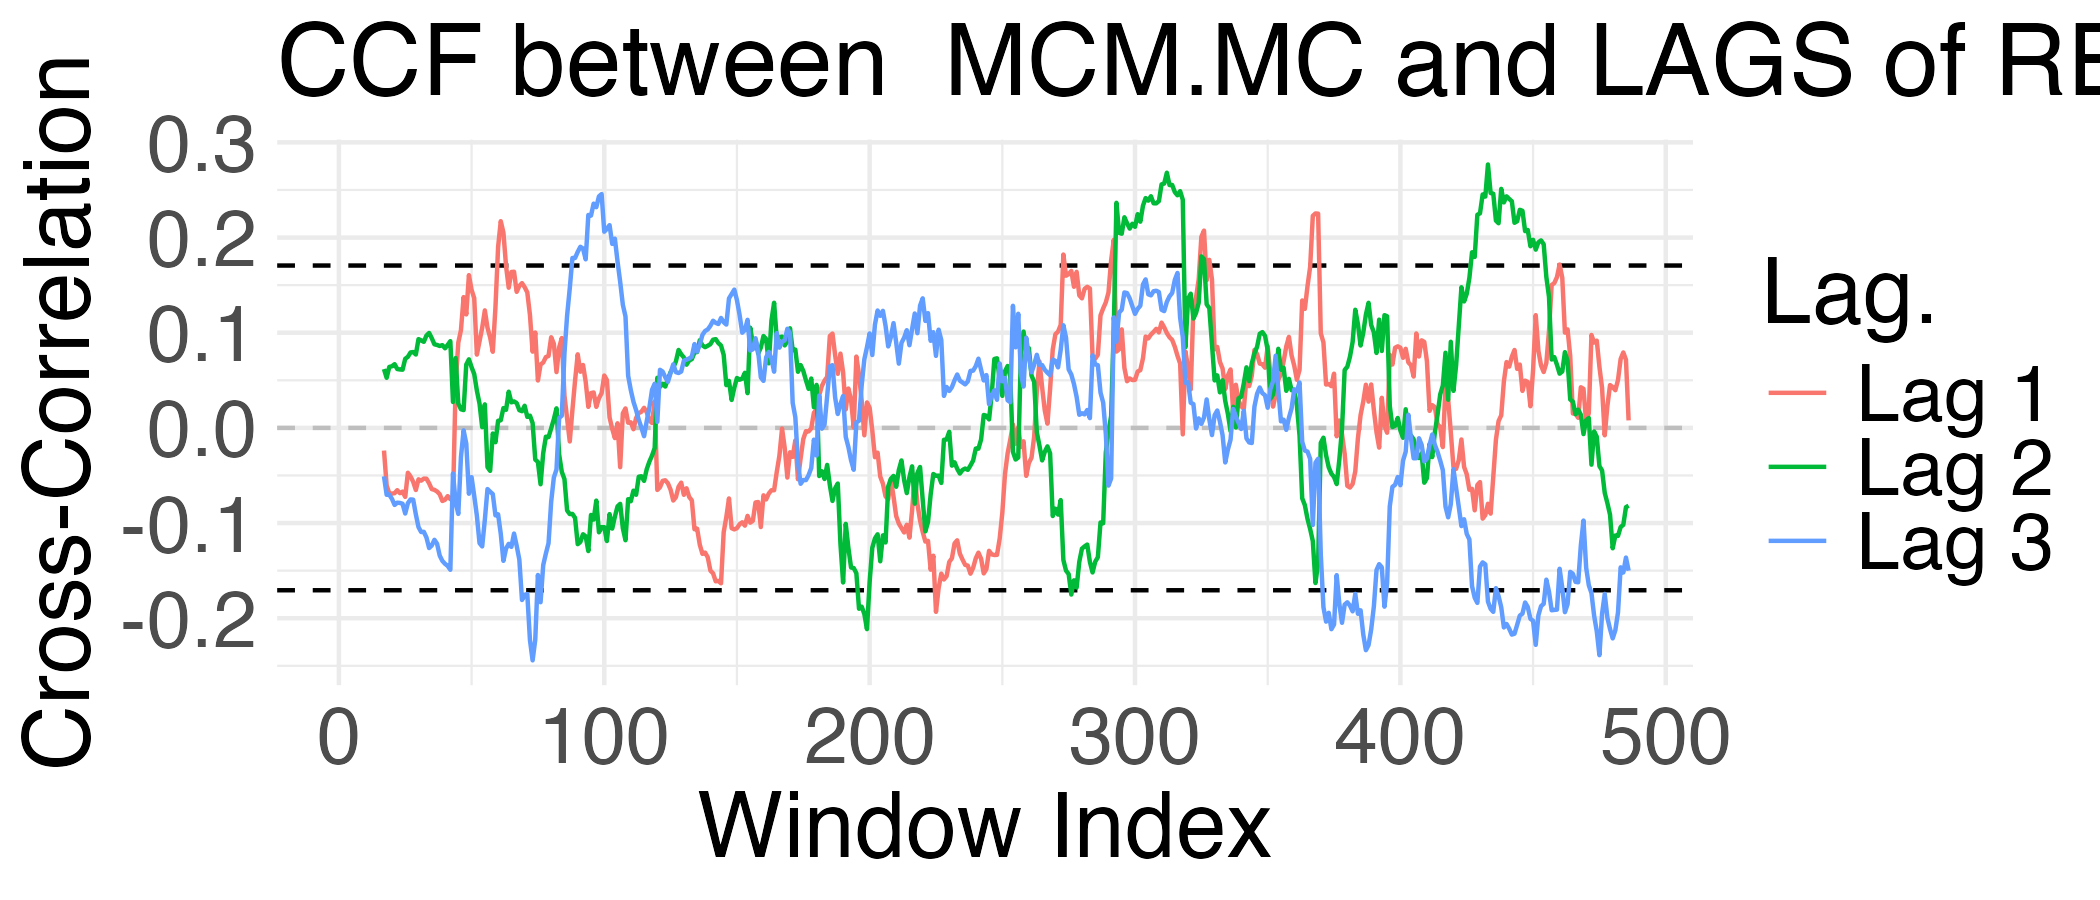 CCF between MCM.MC and LAGS of RE
Cross-Correlation
0.3
0.2
0.1
0.0
-0.1
-0.2
0 100 200 300 400 500
Window Index
Lag.
Lag 1
Lag 2
Lag 3